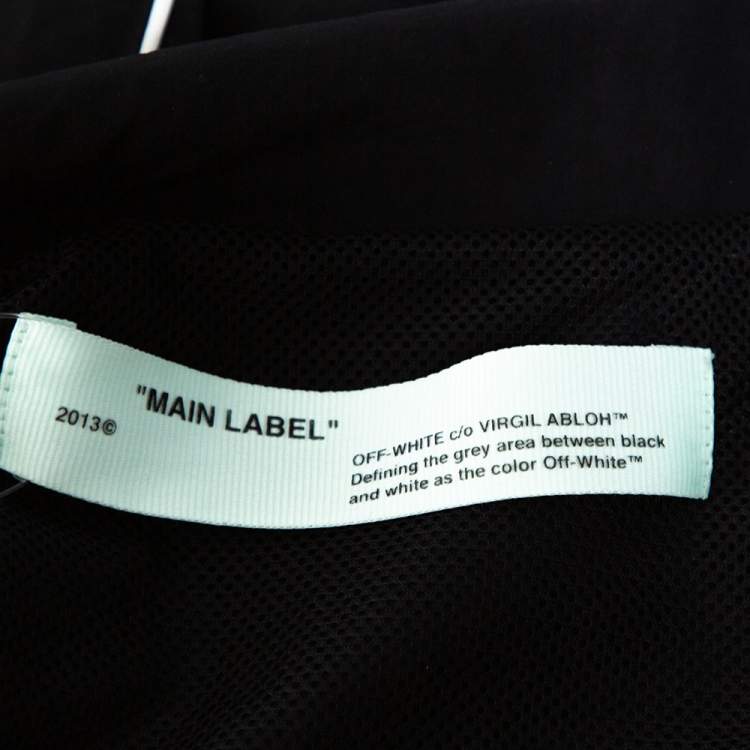 2013©
"MAIN LABEL"
OFF-WHITE c/o VIRGIL ABLOH™
Defining the grey area between black
and white as the color Off-White™